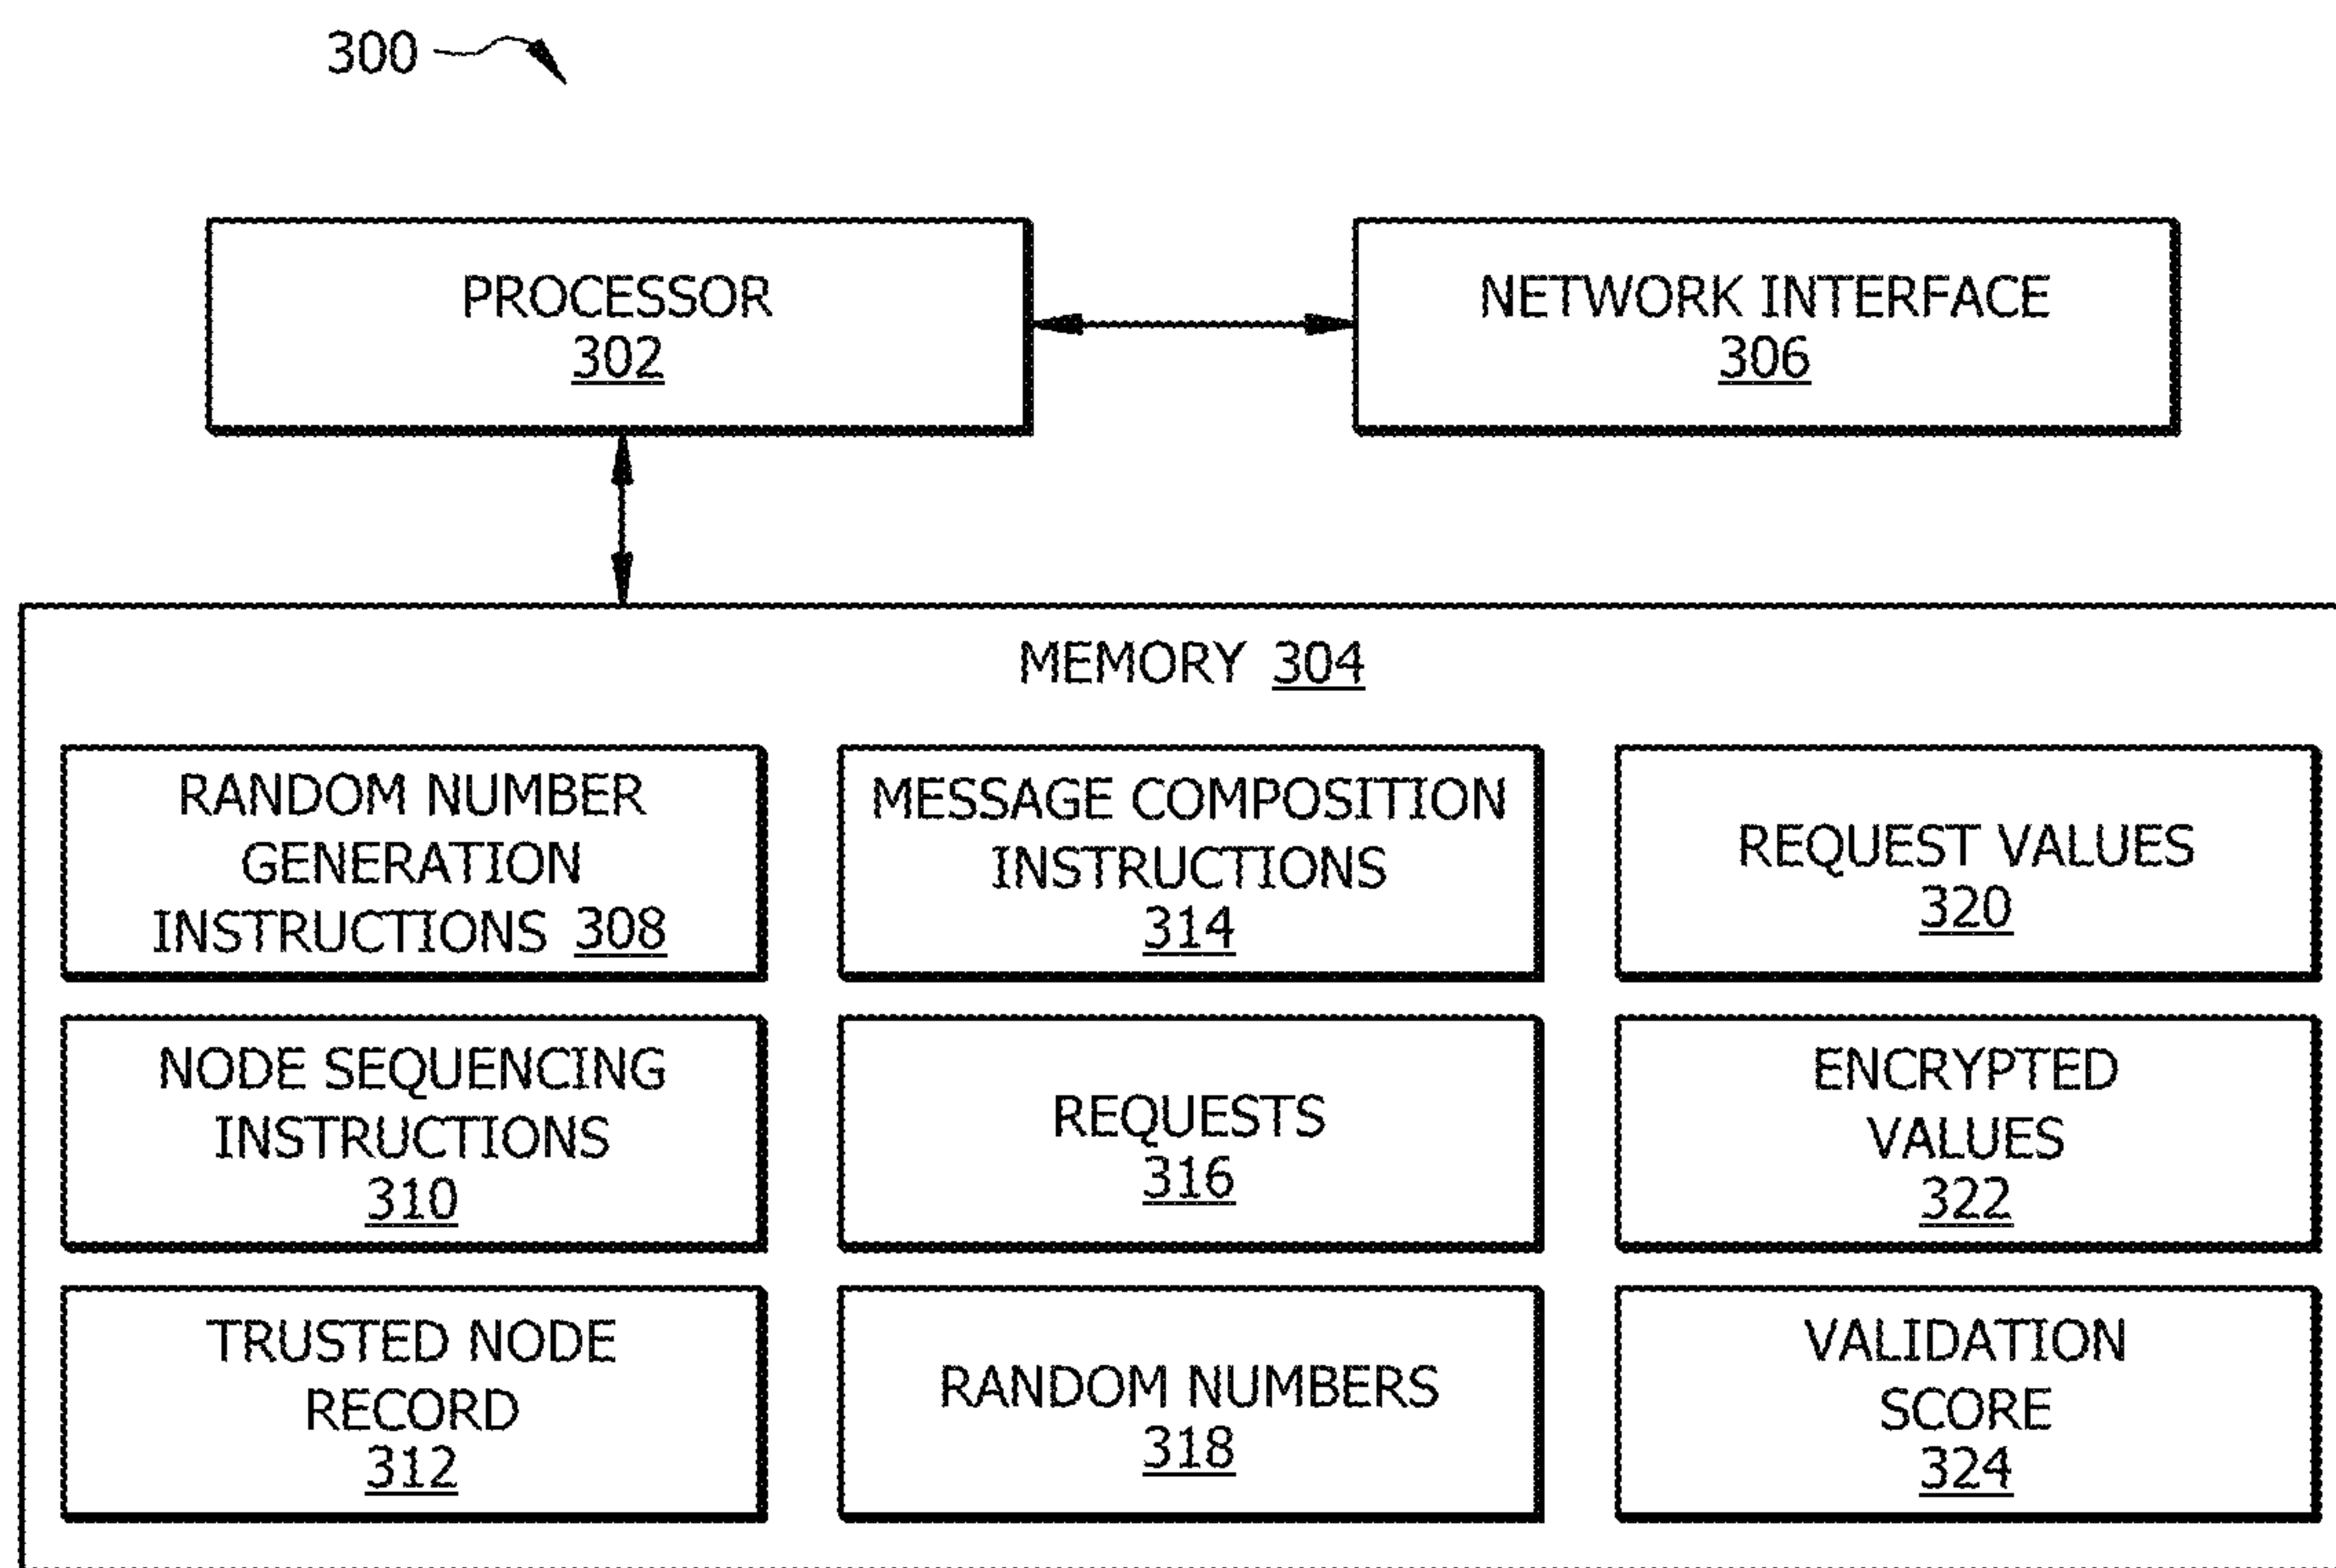 300
PROCESSOR
302
NETWORK INTERFACE
306
MEMORY 304
RANDOM NUMBER
GENERATION
INSTRUCTIONS 308
MESSAGE COMPOSITION
INSTRUCTIONS
314
REQUEST VALUES
320
NODE SEQUENCING
INSTRUCTIONS
310
REQUESTS
316
ENCRYPTED
VALUES
322
TRUSTED NODE
RECORD
312
RANDOM NUMBERS
318
VALIDATION
SCORE
324